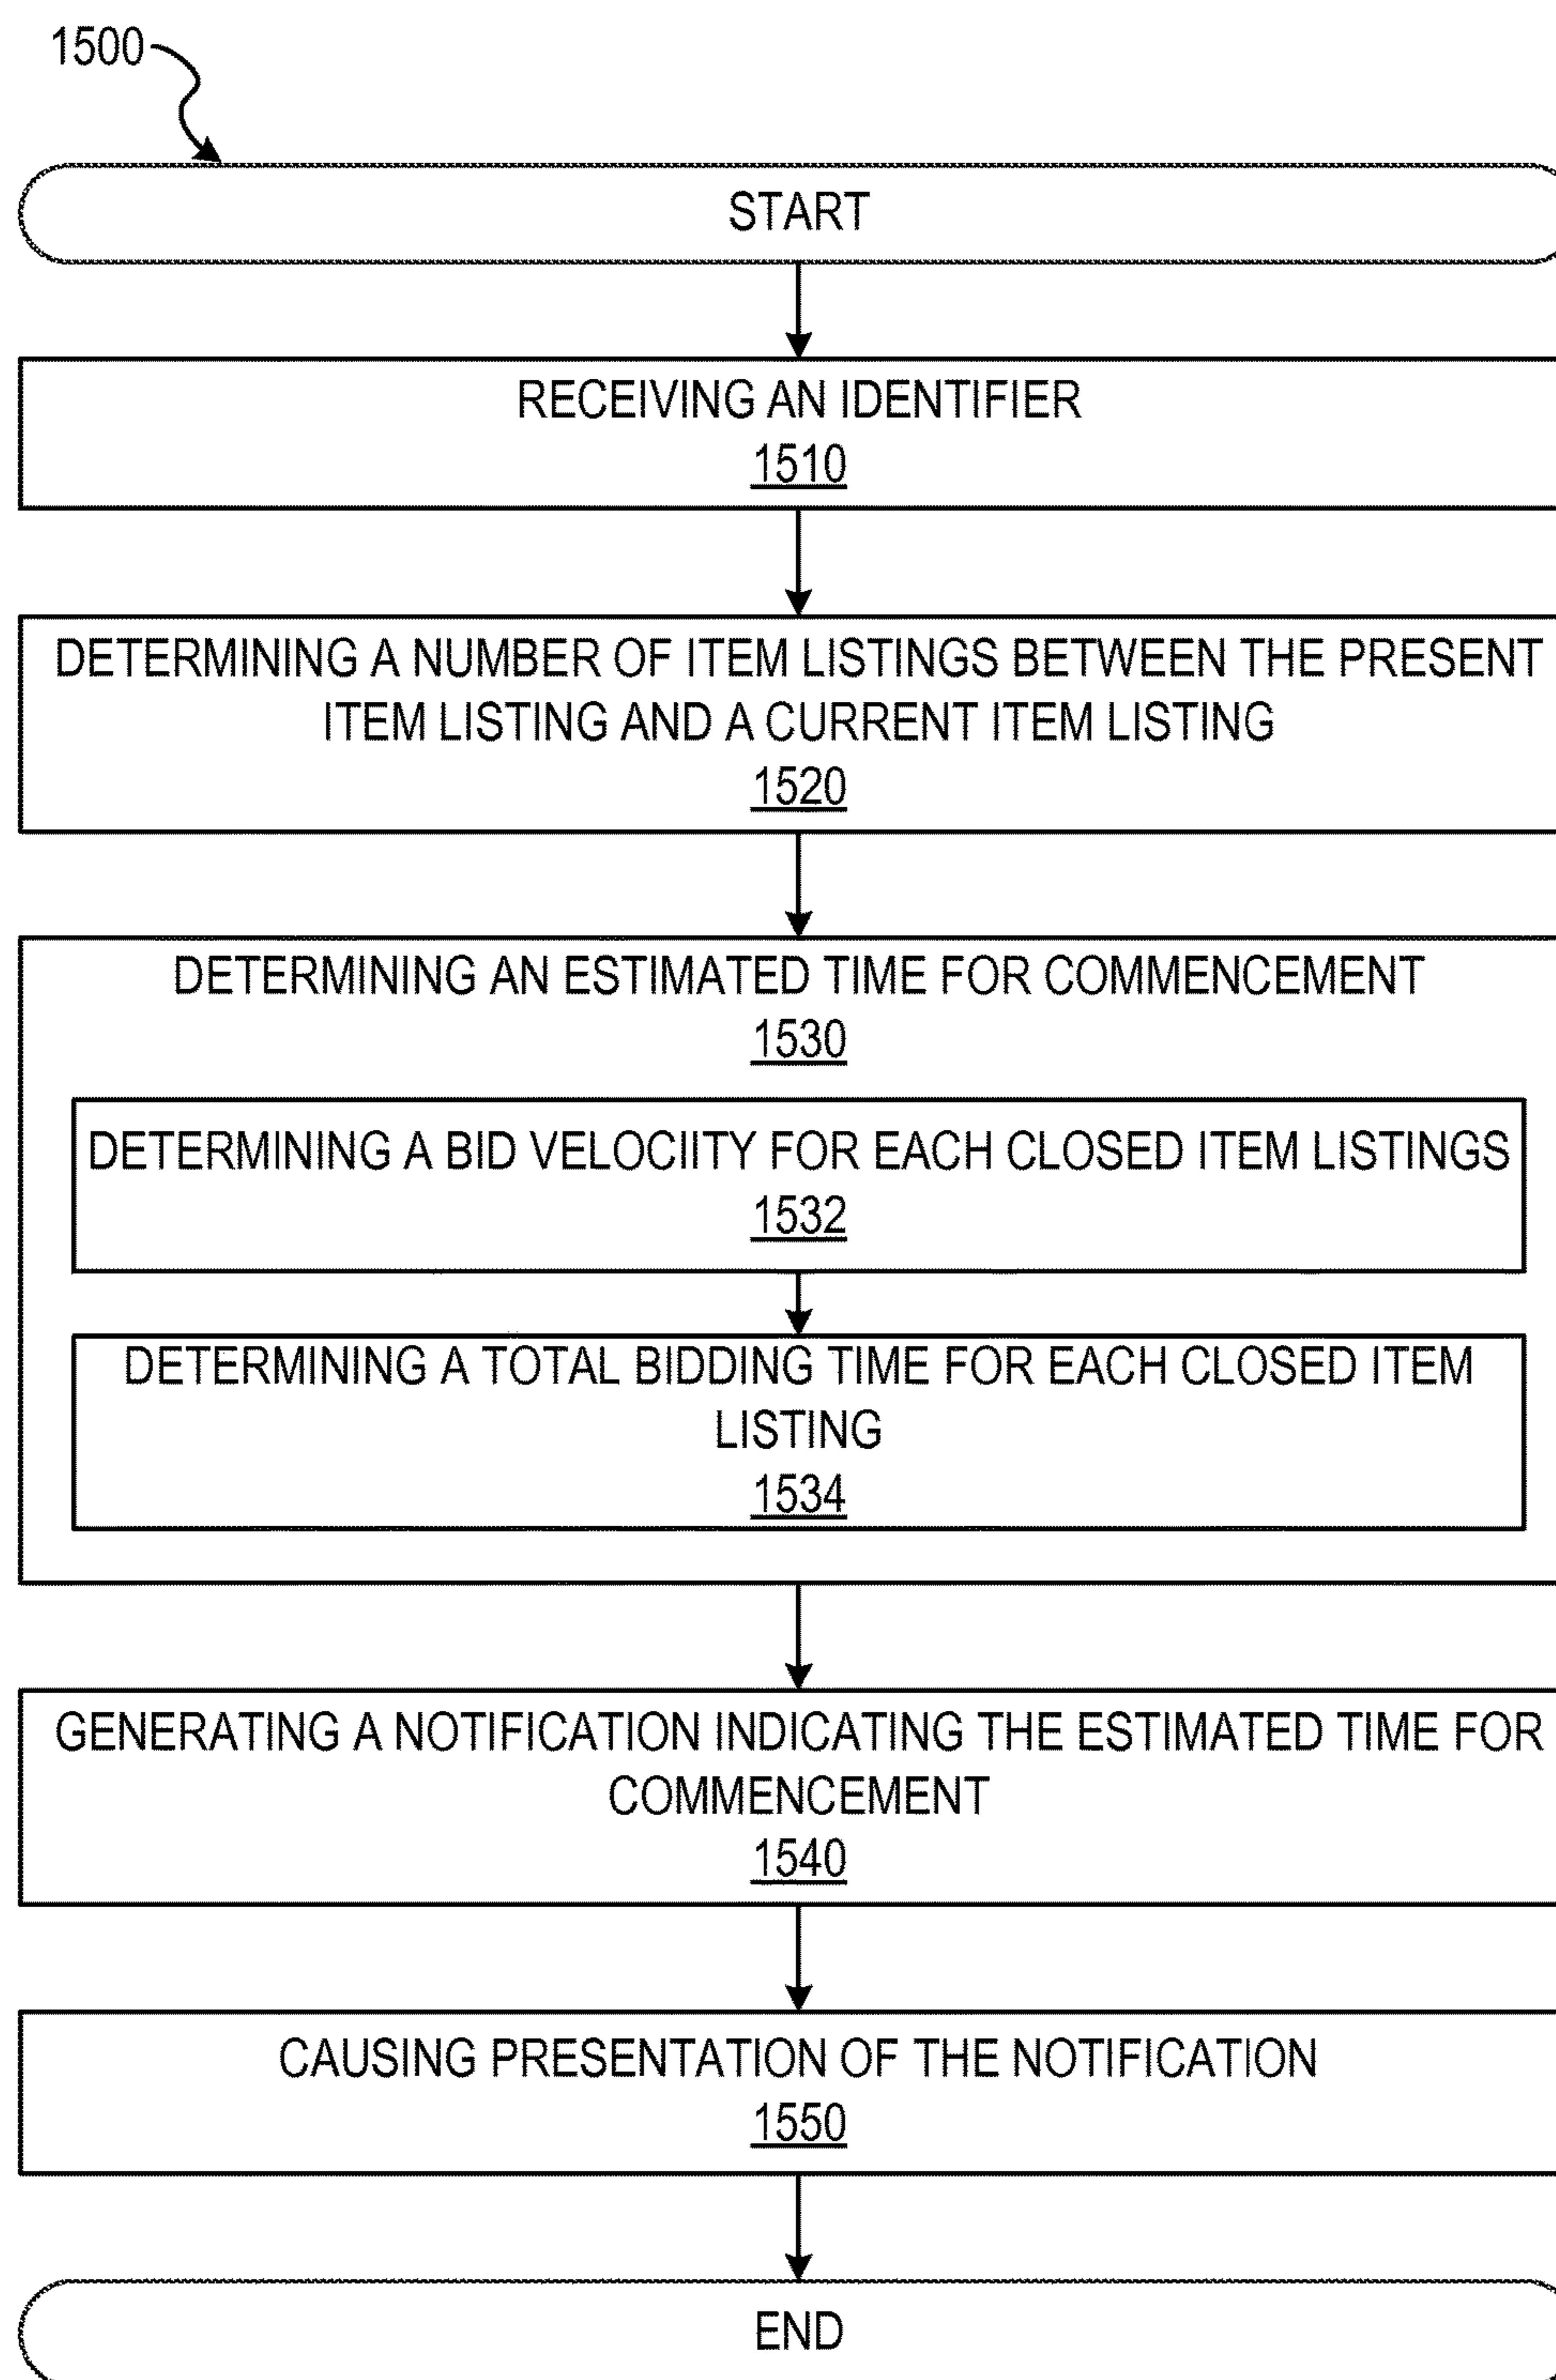 1500
START
RECEIVING AN IDENTIFIER
1510
DETERMINING A NUMBER OF ITEM LISTINGS BETWEEN THE PRESENT
ITEM LISTING AND A CURRENT ITEM LISTING
1520
DETERMINING AN ESTIMATED TIME FOR COMMENCEMENT
1530
DETERMINING A BID VELOCIITY FOR EACH CLOSED ITEM LISTINGS
1532
DETERMINING A TOTAL BIDDING TIME FOR EACH CLOSED ITEM
LISTING
1534
GENERATING A NOTIFICATION INDICATING THE ESTIMATED TIME FOR
COMMENCEMENT
1540
CAUSING PRESENTATION OF THE NOTIFICATION
1550
END